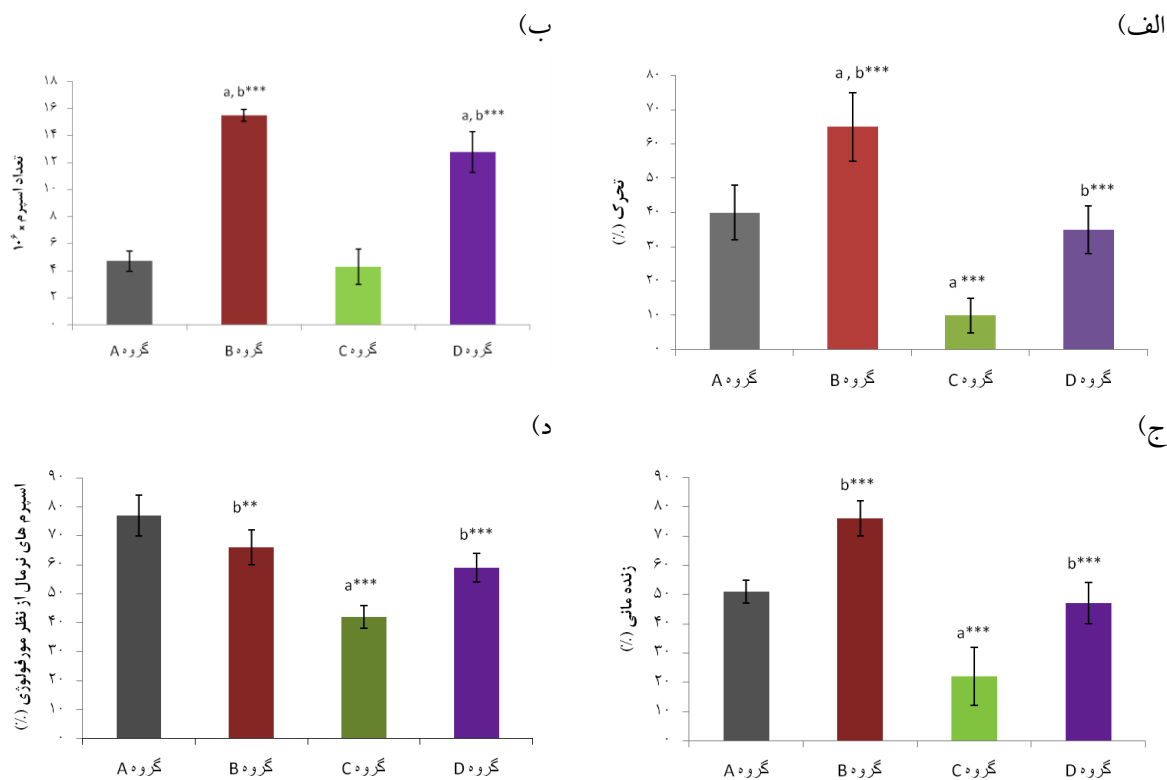 الف)
۸۰
۷۰
۶۰
۵۰
۴۰
۳۰
۲۰
۱۰
۰
تحرک (٪)
a , b***
a ***
b***
گروه A
گروه B
گروه C
گروه D
ب)
۱۸
۱۶
۱۴
۱۲
۱۰
۸
۶
۴
۲
۰
تعداد اسپرم × ۱۰⁶
a, b***
a, b***
گروه A
گروه B
گروه C
گروه D
ج)
۹۰
۸۰
۷۰
۶۰
۵۰
۴۰
۳۰
۲۰
۱۰
۰
زنده مانی (٪)
b***
a***
b***
گروه A
گروه B
گروه C
گروه D
د)
۹۰
۸۰
۷۰
۶۰
۵۰
۴۰
۳۰
۲۰
۱۰
۰
اسپرم های نرمال از نظر مورفولوژی (٪)
b**
a***
b***
گروه A
گروه B
گروه C
گروه D